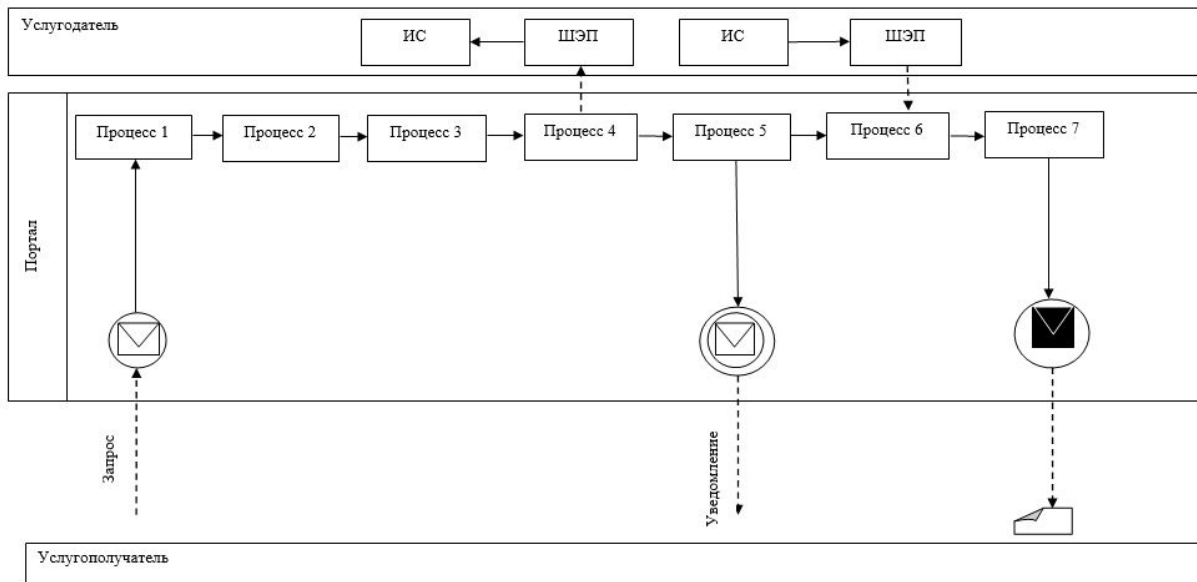 Услугодатель
ИС
ШЭП
ИС
ШЭП
Портал
Процесс 1
Процесс 2
Процесс 3
Процесс 4
Процесс 5
Процесс 6
Процесс 7
Запрос
Уведомление
Услугополучатель